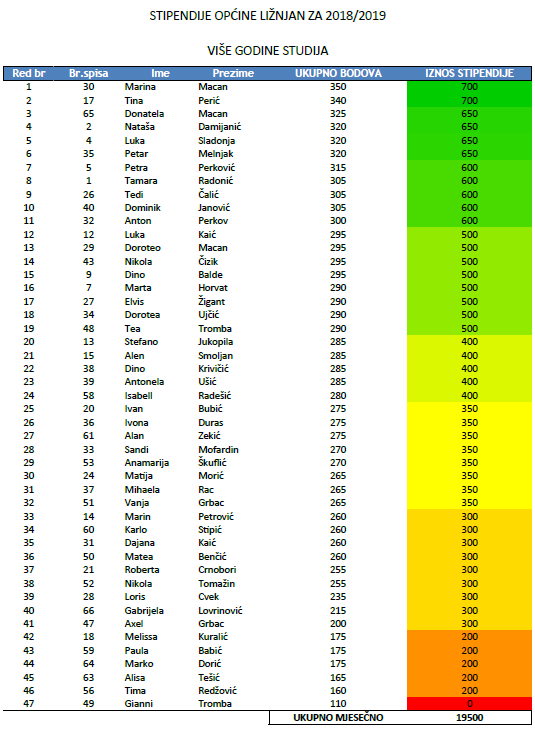 STIPENDIJE OPĆINE LIŽNJAN ZA 2018/2019
VIŠE GODINE STUDIJA
Red br Br.spisa Ime Prezime UKUPNO BODOVA IZNOS STIPENDIJE
1 30 Marina Macan 350 700
2 17 Tina Perić 340 700
3 65 Donatela Macan 325 650
4 2 Nataša Damijanić 320 650
5 4 Luka Sladonja 320 650
6 35 Petar Melnjak 320 650
7 5 Petra Perković 315 600
8 1 Tamara Radonić 305 600
9 26 Tedi Čalić 305 600
10 40 Dominik Janović 305 600
11 32 Anton Perkov 300 600
12 12 Luka Kaić 295 500
13 29 Doroteo Macan 295 500
14 43 Nikola Čizik 295 500
15 9 Dino Balde 295 500
16 7 Marta Horvat 290 500
17 27 Elvis Žigant 290 500
18 34 Dorotea Ujčić 290 500
19 48 Tea Tromba 290 500
20 13 Stefano Jukopila 285 400
21 15 Alen Smoljan 285 400
22 38 Dino Krivičić 285 400
23 39 Antonela Ušić 285 400
24 58 Isabell Radešić 280 400
25 20 Ivan Bubić 275 350
26 36 Ivona Duras 275 350
27 61 Alan Zekić 275 350
28 33 Sandi Mofardin 270 350
29 53 Anamarija Škuflić 270 350
30 24 Matija Morić 265 350
31 37 Mihaela Rac 265 350
32 51 Vanja Grbac 265 350
33 14 Marin Petrović 260 300
34 60 Karlo Stipić 260 300
35 31 Dajana Kaić 260 300
36 50 Matea Benčić 260 300
37 21 Roberta Crnobori 255 300
38 52 Nikola Tomažin 255 300
39 28 Loris Cvek 235 300
40 66 Gabrijela Lovrinović 215 300
41 47 Axel Grbac 200 300
42 18 Melissa Kuralić 175 200
43 59 Paula Babić 175 200
44 64 Marko Dorić 175 200
45 63 Alisa Tešić 165 200
46 56 Tima Redžović 160 200
47 49 Gianni Tromba 110 0
UKUPNO MJESEČNO 19500